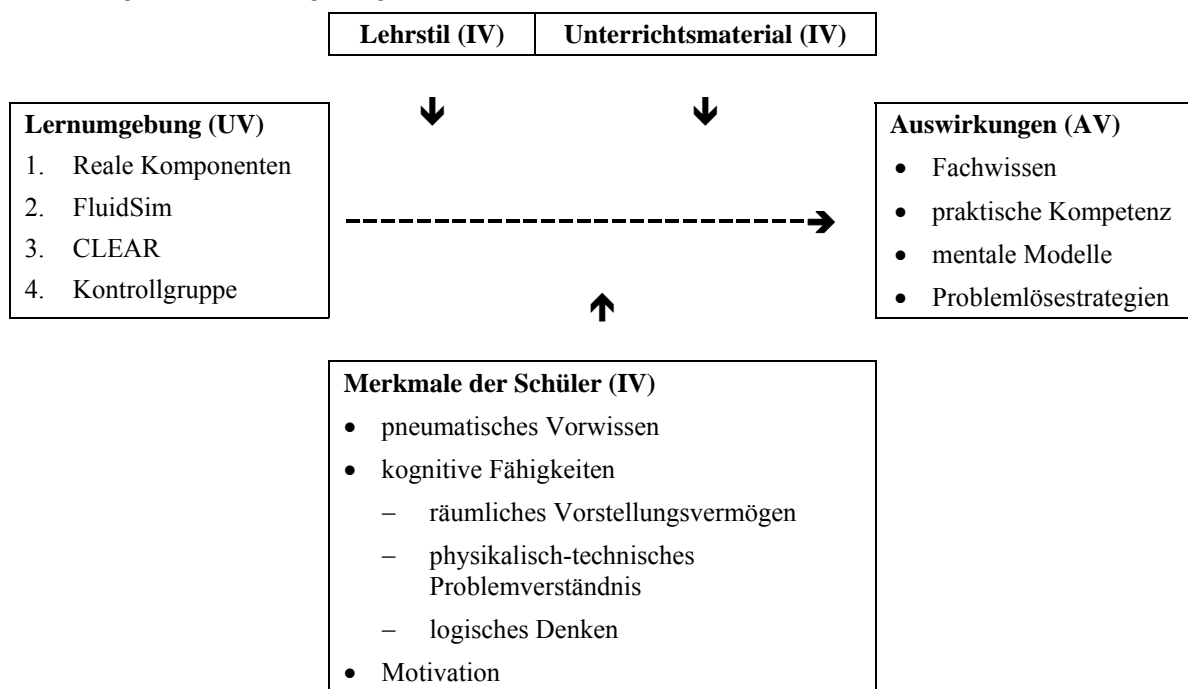 Lehrstil (IV) Unterrichtsmaterial (IV)
Lernumgebung (UV)
1. Reale Komponenten
2. FluidSim
3. CLEAR
4. Kontrollgruppe
Auswirkungen (AV)
• Fachwissen
• praktische Kompetenz
• mentale Modelle
• Problemlösestrategien
Merkmale der Schüler (IV)
• pneumatisches Vorwissen
• kognitive Fähigkeiten
– räumliches Vorstellungsvermögen
– physikalisch-technisches
Problemverständnis
– logisches Denken
• Motivation